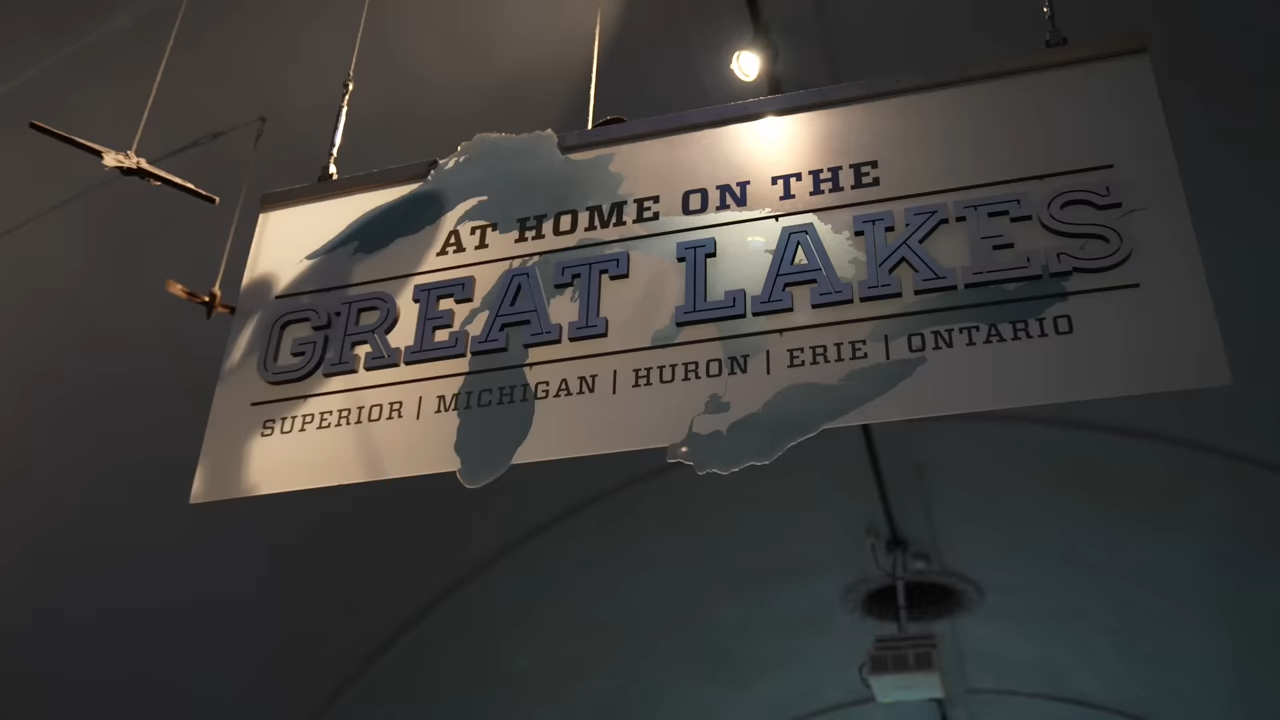 AT HOME ON THE
GREAT LAKES
SUPERIOR | MICHIGAN | HURON | ERIE | ONTARIO